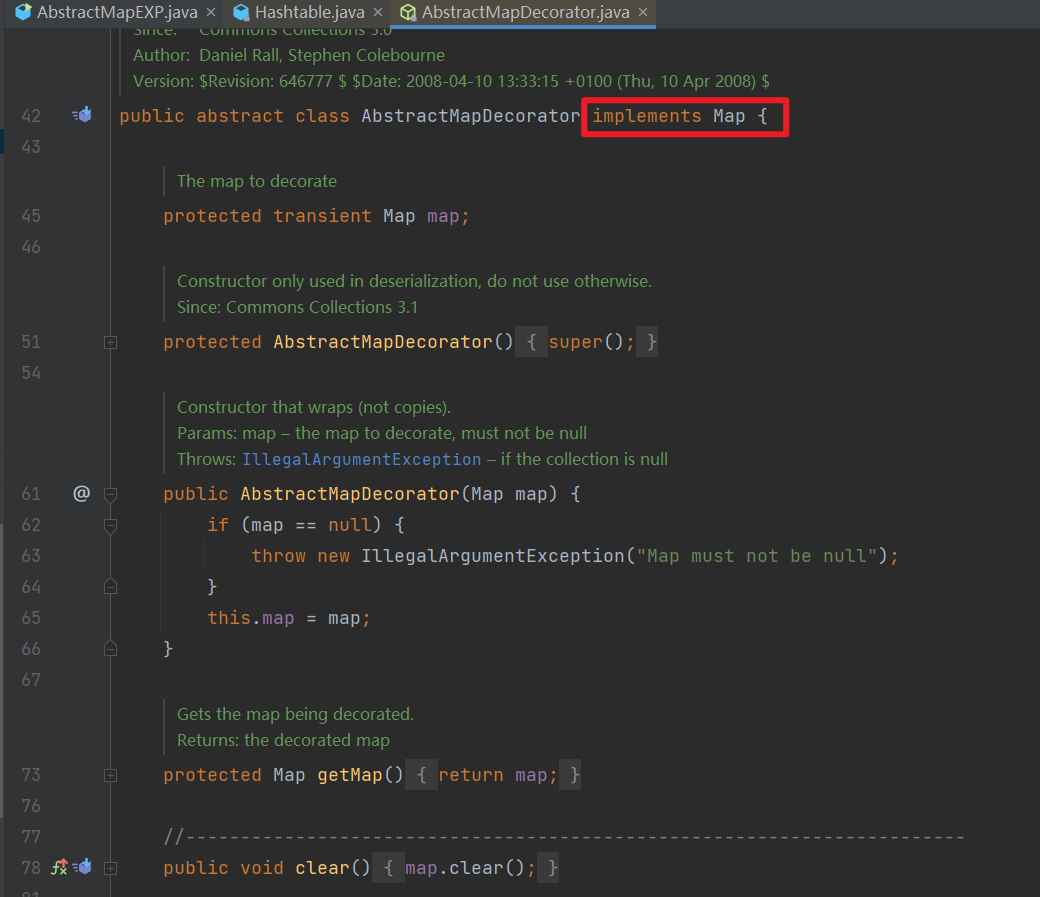 AbstractMapEXP.java × Hashtable.java × AbstractMapDecorator.java ×
Since: Commons Collections 3.0
Author: Daniel Rall, Stephen Colebourne
Version: $Revision: 646777 $ $Date: 2008-04-10 13:33:15 +0100 (Thu, 10 Apr 2008) $
42 public abstract class AbstractMapDecorator implements Map {
43
The map to decorate
45 protected transient Map map;
46
Constructor only used in deserialization, do not use otherwise.
Since: Commons Collections 3.1
51 protected AbstractMapDecorator() { super(); }
54
Constructor that wraps (not copies).
Params: map – the map to decorate, must not be null
Throws: IllegalArgumentException – if the collection is null
61 @ public AbstractMapDecorator(Map map) {
62 if (map == null) {
63 throw new IllegalArgumentException("Map must not be null");
64 }
65 this.map = map;
66 }
67
Gets the map being decorated.
Returns: the decorated map
73 protected Map getMap() { return map; }
76
77 //-----------------------------------------------------------------------
78 public void clear() { map.clear(); }